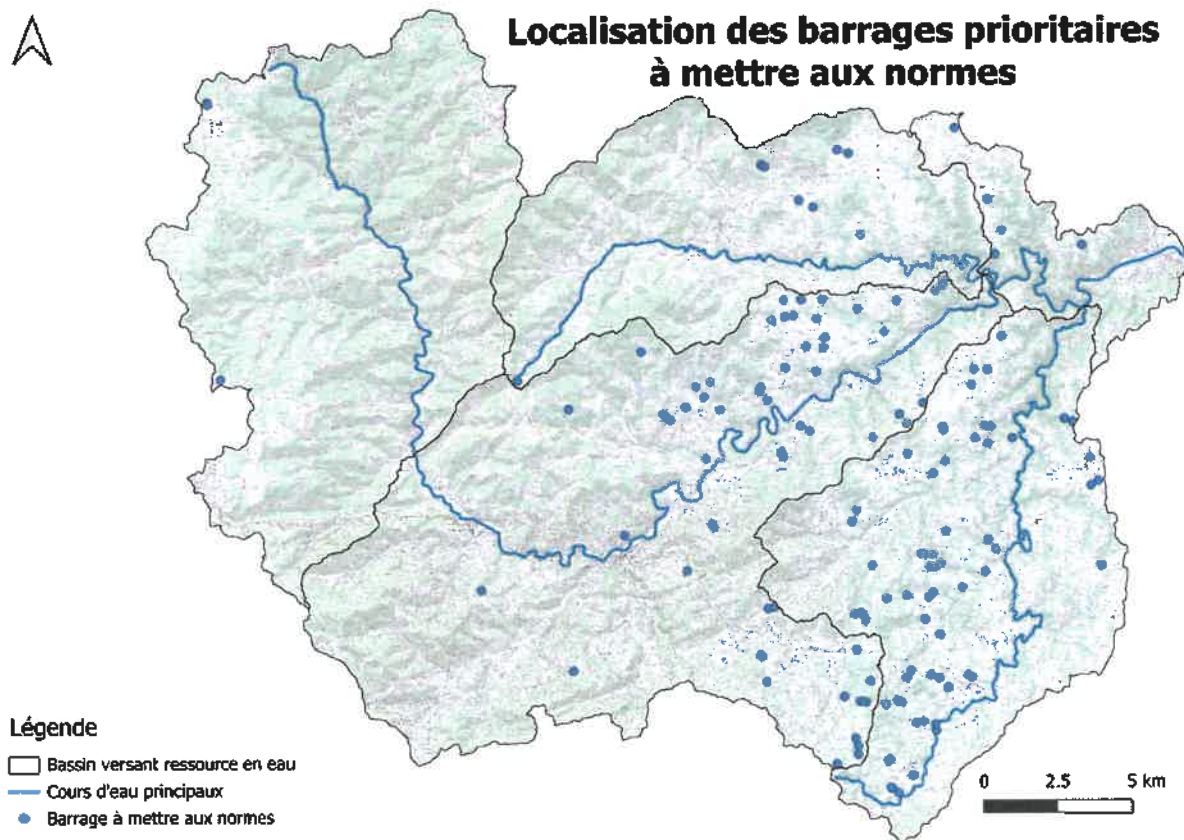 Localisation des barrages prioritaires
à mettre aux normes
Légende
Bassin versant ressource en eau
Cours d'eau principaux
Barrage à mettre aux normes
0 2.5 5 km